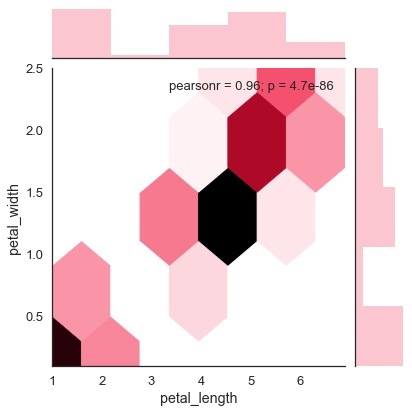 2.5
pearsonr = 0.96; p = 4.7e-86
2.0
1.5
1.0
0.5
petal_width
1 2 3 4 5 6
petal_length